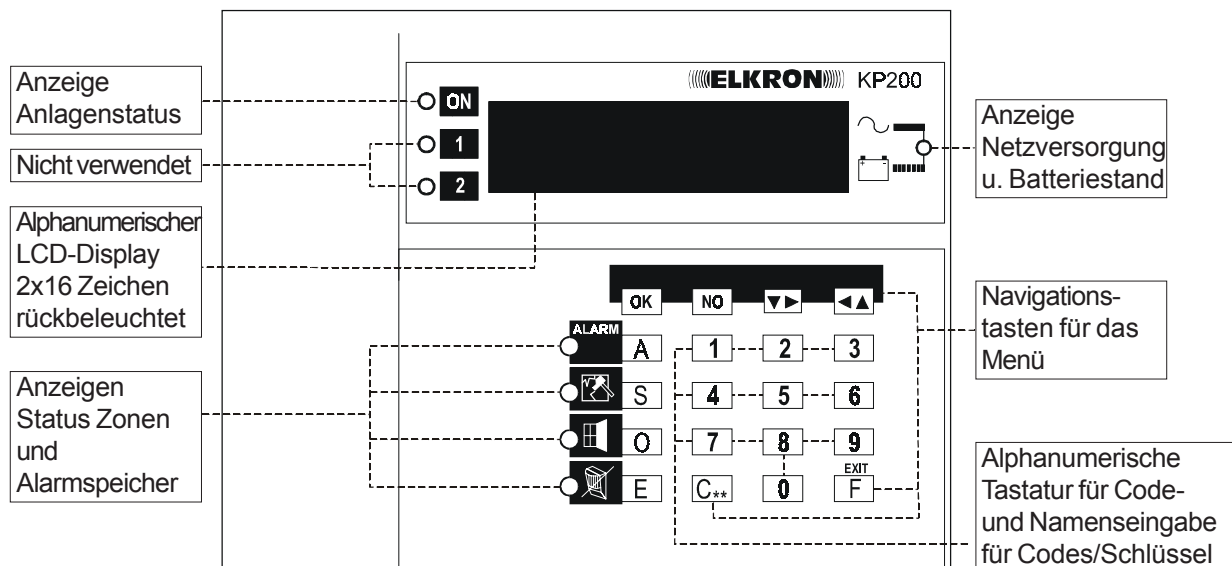 Anzeige
Anlagenstatus
Nicht verwendet
Alphanumerischer
LCD-Display
2x16 Zeichen
rückbeleuchtet
Anzeigen
Status Zonen
und
Alarmspeicher
ELKRON KP200
ON
1
2
+ -
OK NO ▼▶ ◀▲
ALARM
A 1 2 3
S 4 5 6
O 7 8 9
EXIT
E C** 0 F
Anzeige
Netzversorgung
u. Batteriestand
Navigations-
tasten für das
Menü
Alphanumerische
Tastatur für Code-
und Namenseingabe
für Codes/Schlüssel